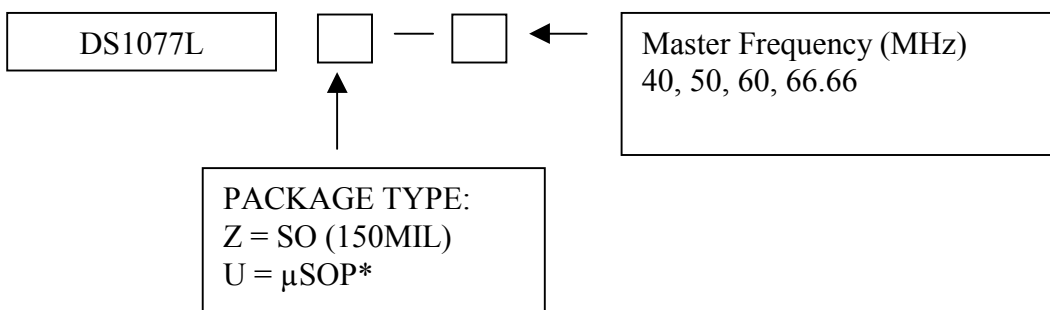 DS1077L
—
Master Frequency (MHz)
40, 50, 60, 66.66
PACKAGE TYPE:
Z = SO (150MIL)
U = µSOP*